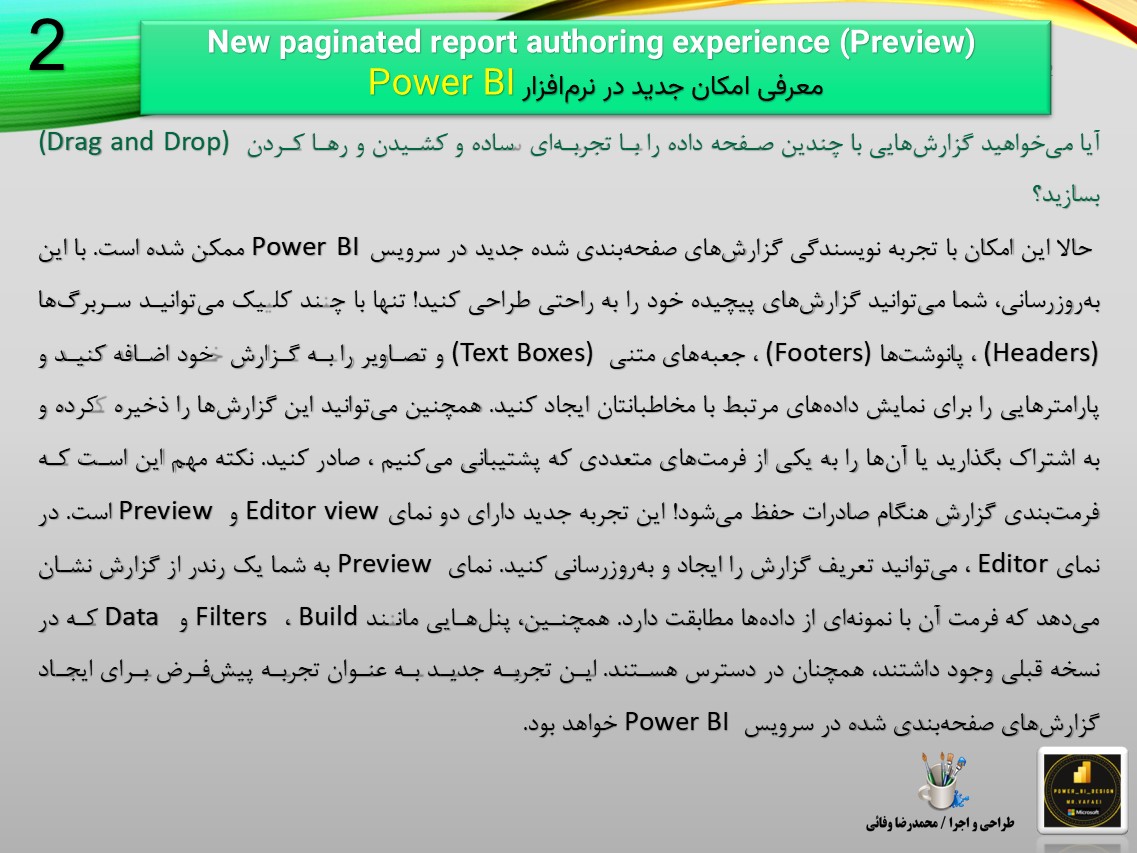 2
New paginated report authoring experience (Preview)
معرفی امکان جدید در نرم‌افزار Power BI
آیا می‌خواهید گزارش‌هایی با چندین صفحه داده را با تجربه‌ای ساده و کشیدن و رها کردن (Drag and Drop)
بسازید؟
حالا این امکان با تجربه نویسندگی گزارش‌های صفحه‌بندی شده جدید در سرویس Power BI ممکن شده است. با این
به‌روزرسانی، شما می‌توانید گزارش‌های پیچیده خود را به راحتی طراحی کنید! تنها با چند کلیک می‌توانید سربرگ‌ها
(Headers) ، پانوشت‌ها (Footers) ، جعبه‌های متنی (Text Boxes) و تصاویر را به گزارش خود اضافه کنید و
پارامترهایی را برای نمایش داده‌های مرتبط با مخاطبانتان ایجاد کنید. همچنین می‌توانید این گزارش‌ها را ذخیره کرده و
به اشتراک بگذارید یا آن‌ها را به یکی از فرمت‌های متعددی که پشتیبانی می‌کنیم ، صادر کنید. نکته مهم این است که
فرمت‌بندی گزارش هنگام صادرات حفظ می‌شود! این تجربه جدید دارای دو نمای Editor view و Preview است. در
نمای Editor ، می‌توانید تعریف گزارش را ایجاد و به‌روزرسانی کنید. نمای Preview به شما یک رندر از گزارش نشان
می‌دهد که فرمت آن با نمونه‌ای از داده‌ها مطابقت دارد. همچنین، پنل‌هایی مانند Build ، Filters و Data که در
نسخه قبلی وجود داشتند، همچنان در دسترس هستند. این تجربه جدید به عنوان تجربه پیش‌فرض برای ایجاد
گزارش‌های صفحه‌بندی شده در سرویس Power BI خواهد بود.
طراحی و اجرا / محمدرضا وفائی
POWER_BI_DESIGN
MR.VAFAEI
Microsoft